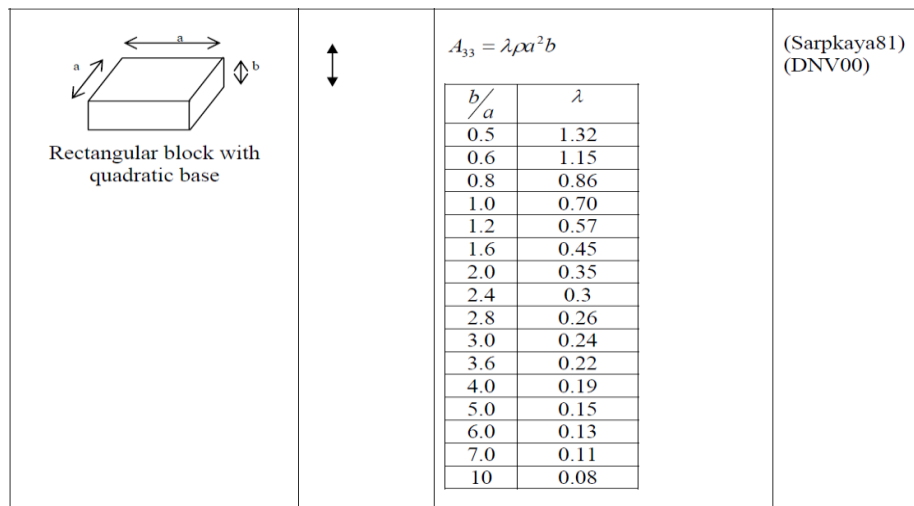 a
a
b
Rectangular block with
quadratic base
A₃₃ = λρa²b
b/a λ
0.5 1.32
0.6 1.15
0.8 0.86
1.0 0.70
1.2 0.57
1.6 0.45
2.0 0.35
2.4 0.3
2.8 0.26
3.0 0.24
3.6 0.22
4.0 0.19
5.0 0.15
6.0 0.13
7.0 0.11
10 0.08
(Sarpkaya81)
(DNV00)